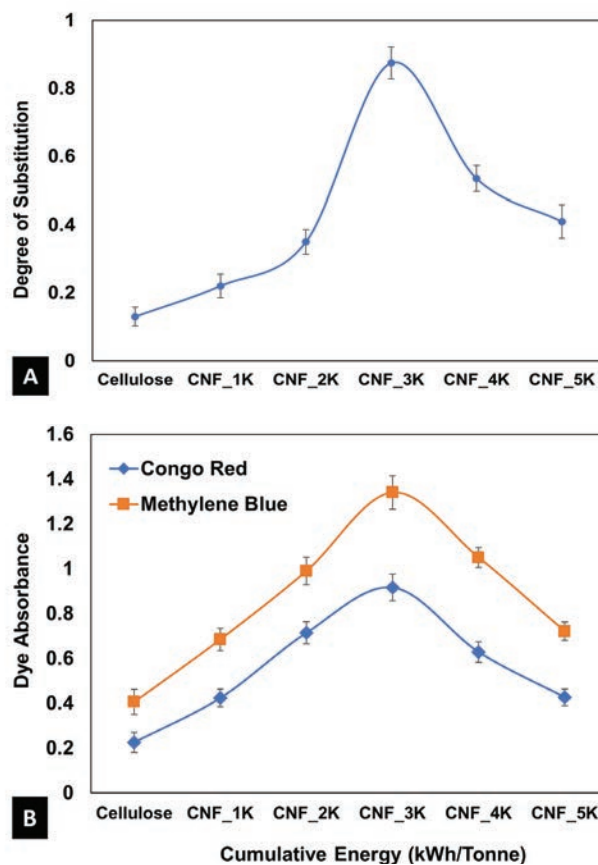 1
0.8
0.6
0.4
0.2
0
Degree of Substitution
A
Cellulose CNF_1K CNF_2K CNF_3K CNF_4K CNF_5K
1.6
1.4
1.2
1
0.8
0.6
0.4
0.2
0
Dye Absorbance
Congo Red
Methylene Blue
B
Cellulose CNF_1K CNF_2K CNF_3K CNF_4K CNF_5K
Cumulative Energy (kWh/Tonne)